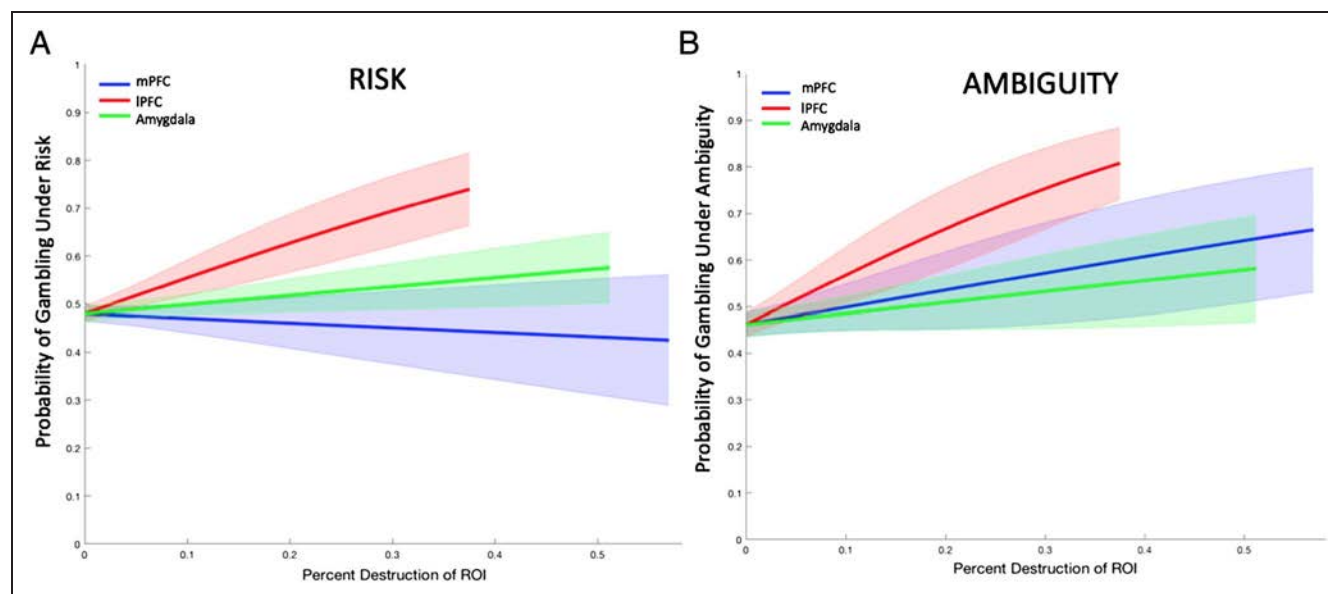 A
RISK
mPFC
lPFC
Amygdala
Probability of Gambling Under Risk
1
0.9
0.8
0.7
0.6
0.5
0.4
0.3
0.2
0.1
0
0
0.1
0.2
0.3
0.4
0.5
Percent Destruction of ROI
B
AMBIGUITY
mPFC
lPFC
Amygdala
Probability of Gambling Under Ambiguity
1
0.9
0.8
0.7
0.6
0.5
0.4
0.3
0.2
0.1
0
0
0.1
0.2
0.3
0.4
0.5
Percent Destruction of ROI